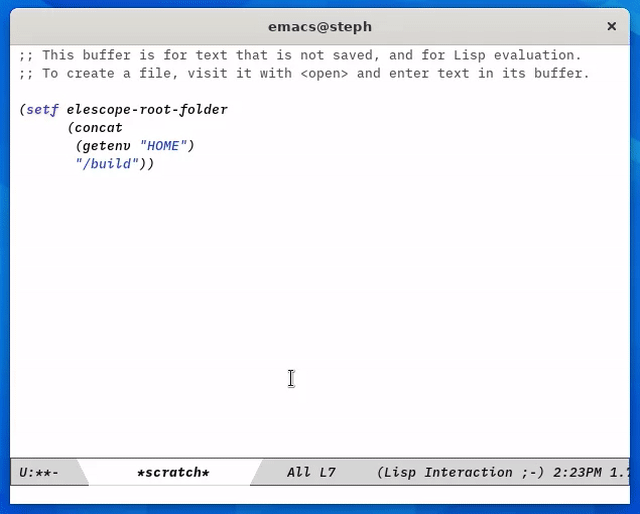 emacs@steph ×
;; This buffer is for text that is not saved, and for Lisp evaluation.
;; To create a file, visit it with <open> and enter text in its buffer.
(setf elescope-root-folder
(concat
(getenv "HOME")
"/build"))
U:**- *scratch* All L7 (Lisp Interaction ;-) 2:23PM 1.